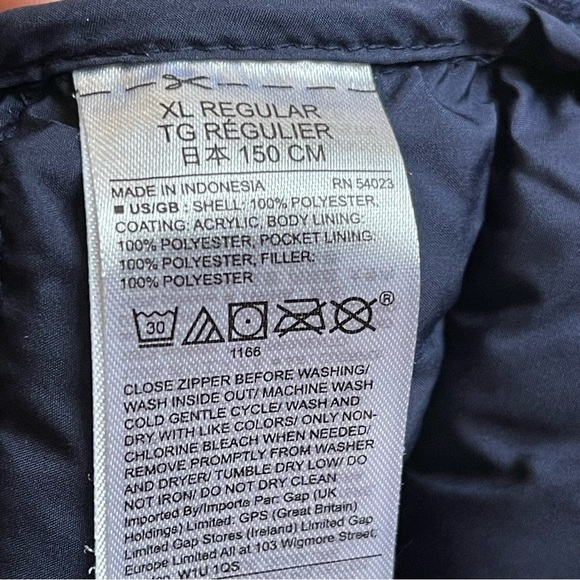 XL REGULAR
TG RÉGULIER
日本 150 CM
MADE IN INDONESIA RN 54023
■ US/GB : SHELL: 100% POLYESTER,
COATING: ACRYLIC, BODY LINING:
100% POLYESTER, POCKET LINING:
100% POLYESTER, FILLER:
100% POLYESTER
30
®
1166
CLOSE ZIPPER BEFORE WASHING/
WASH INSIDE OUT/ MACHINE WASH
COLD GENTLE CYCLE/ WASH AND
DRY WITH LIKE COLORS/ ONLY NON-
CHLORINE BLEACH WHEN NEEDED/
REMOVE PROMPTLY FROM WASHER
AND DRYER/ TUMBLE DRY LOW/ DO
NOT IRON/ DO NOT DRY CLEAN
Imported By/Importe Par: Gap (UK
Holdings) Limited: GPS (Great Britain)
Limited Gap Stores (Ireland) Limited Gap
Europe Limited All at 103 Wigmore Street,
W1U 1QS